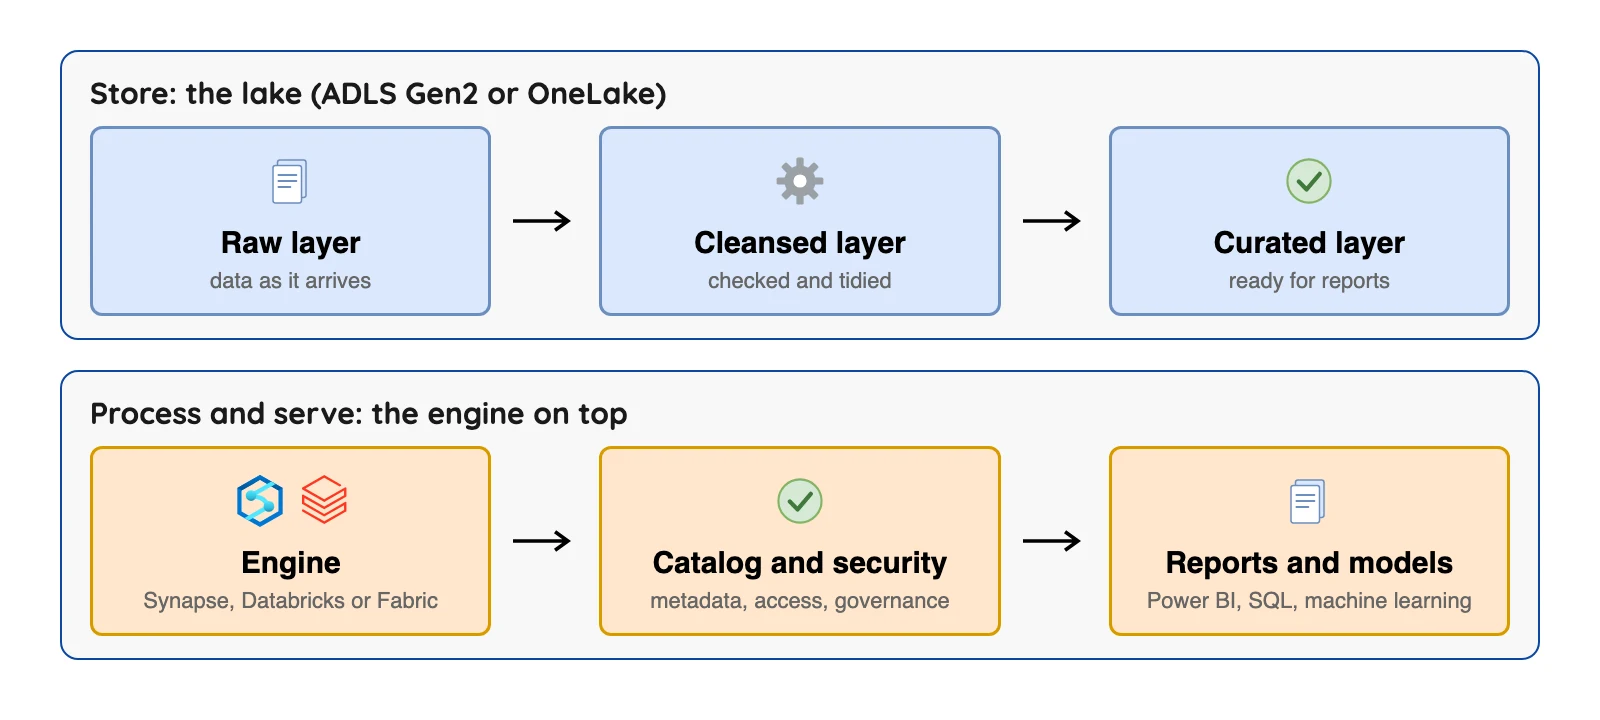 Store: the lake (ADLS Gen2 or OneLake)
Raw layer
data as it arrives
Cleansed layer
checked and tidied
Curated layer
ready for reports
Process and serve: the engine on top
Engine
Synapse, Databricks or Fabric
Catalog and security
metadata, access, governance
Reports and models
Power BI, SQL, machine learning